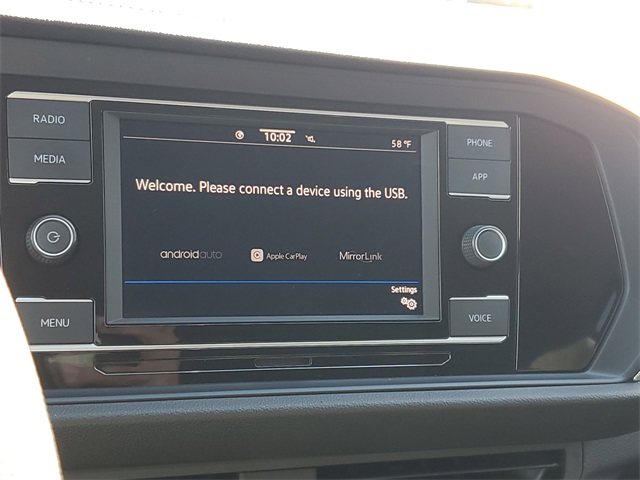 RADIO
MEDIA
MENU
10:02
58 °F
Welcome. Please connect a device using the USB.
androidauto
Apple CarPlay
MirrorLink
Settings
PHONE
APP
VOICE